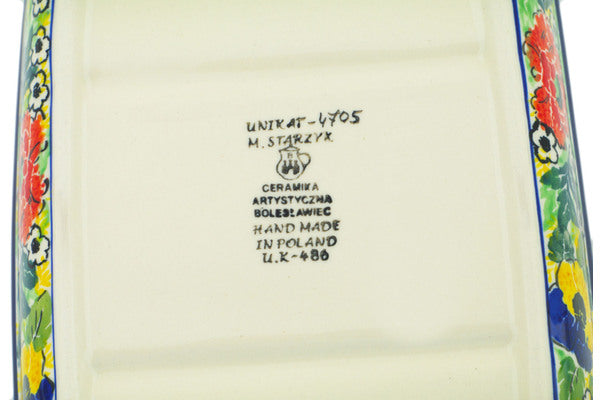 UNIKAT-4705
M. STARZYK
CERAMIKA
ARTYSTYCZNA
BOLESŁAWIEC
HAND MADE
IN POLAND
U.K-486